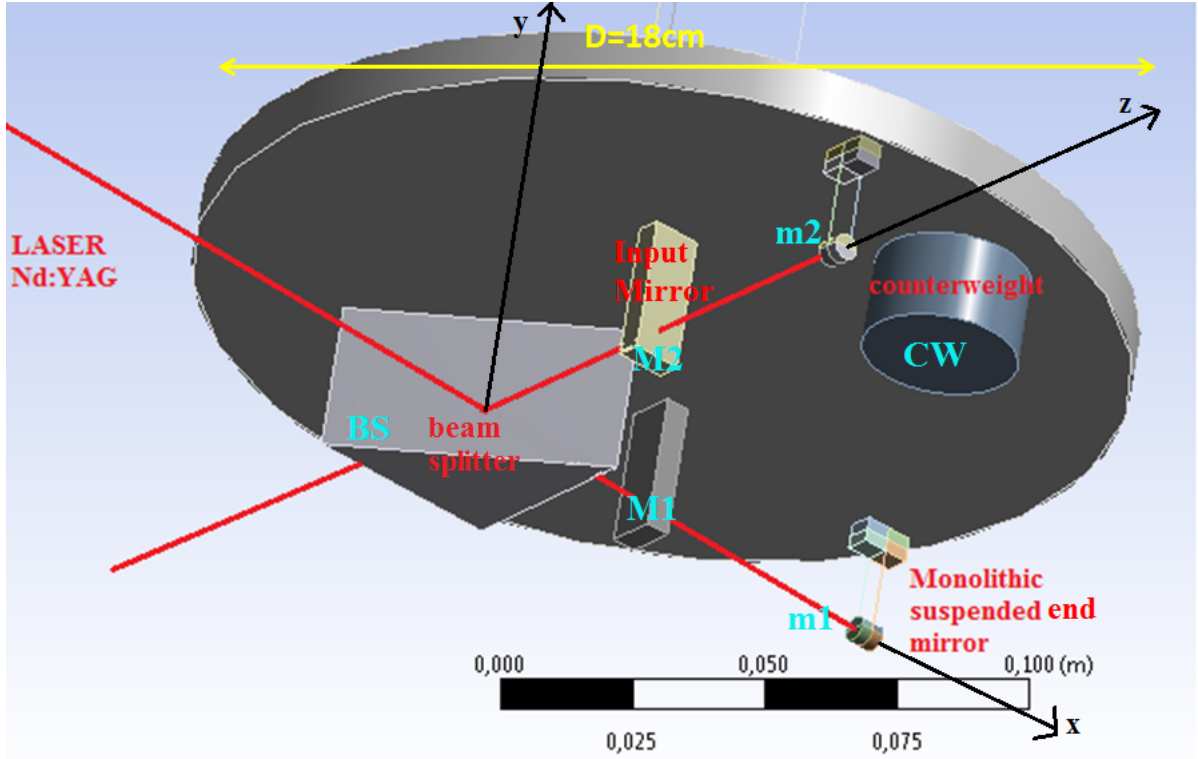 y
D=18cm
z
LASER
Nd:YAG
m2
Input
Mirror
counterweight
M2
CW
BS
beam
splitter
M1
Monolithic
suspended end
mirror
m1
0,000
0,050
0,100 (m)
x
0,025
0,075